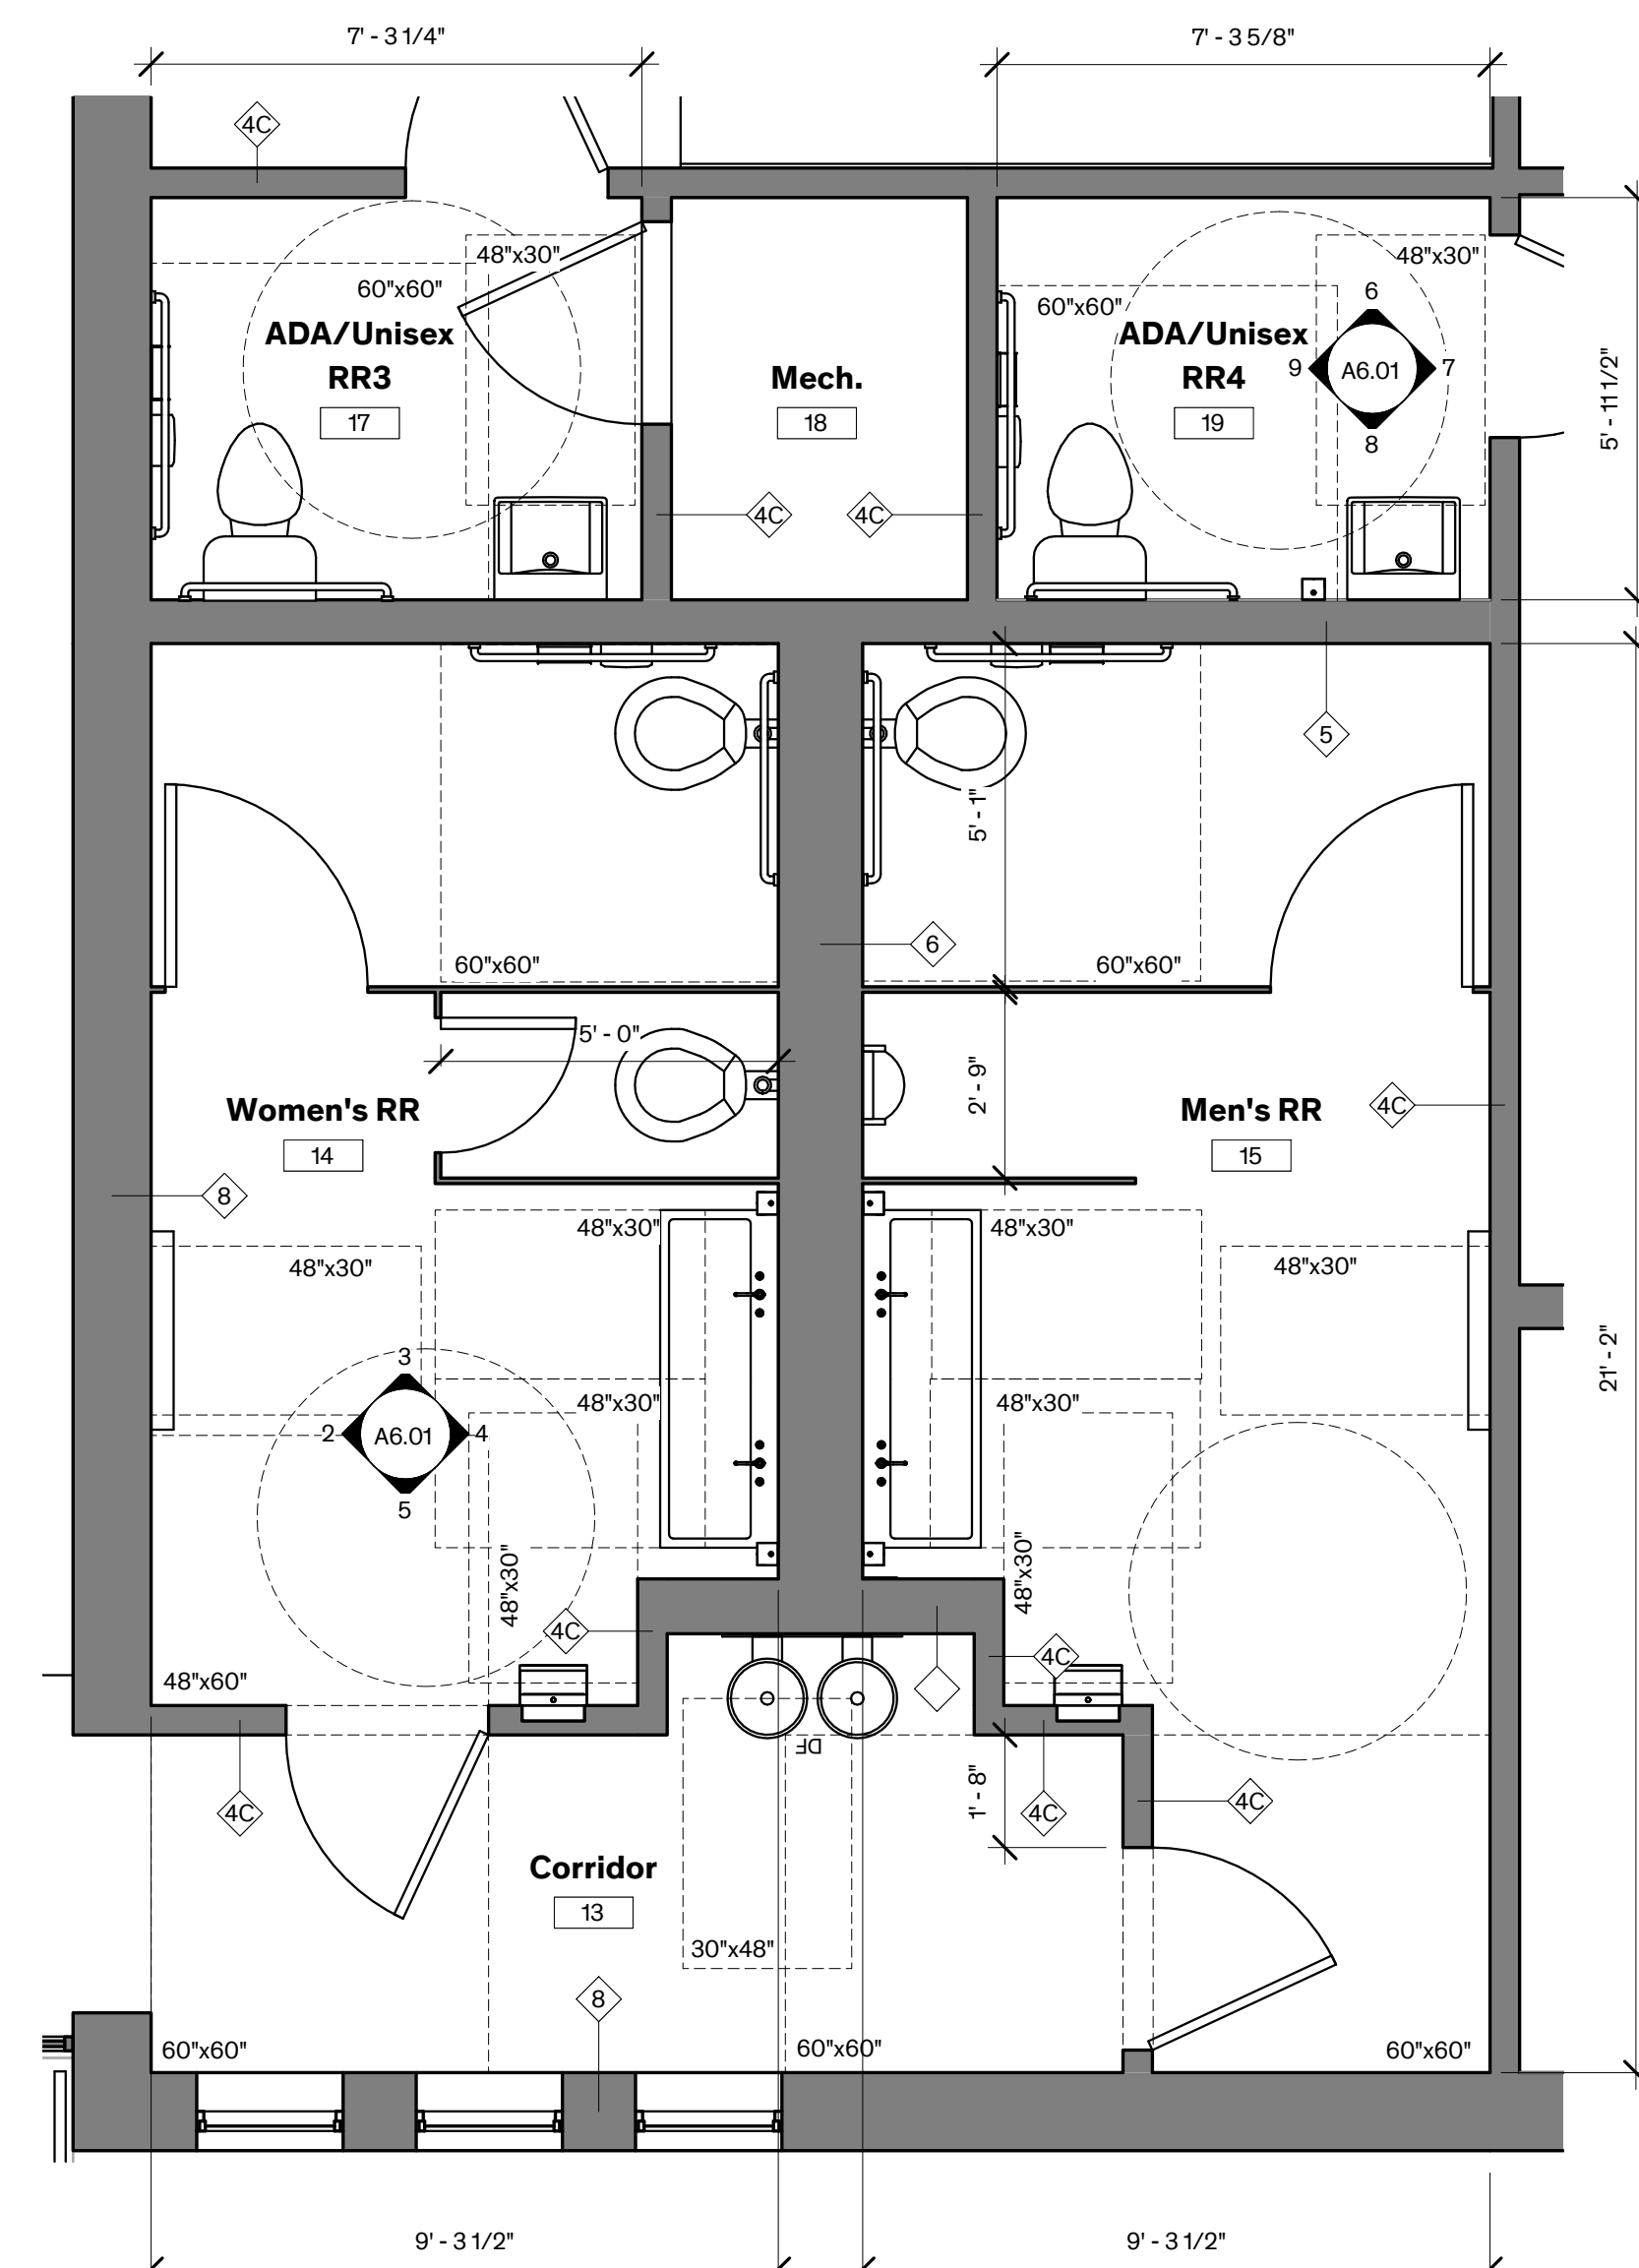 7' - 3 1/4"
7' - 3 5/8"
4C
48"x30"
60"x60"
ADA/Unisex
RR3
17
Mech.
18
48"x30"
60"x60"
ADA/Unisex
RR4
19
6
9
A6.01
7
8
5' - 11 1/2"
4C
4C
5
5' - 1"
6
60"x60"
60"x60"
5' - 0"
2' - 9"
Women's RR
14
Men's RR
15
4C
8
48"x30"
48"x30"
48"x30"
48"x30"
21' - 2"
3
2
A6.01
4
5
48"x30"
48"x30"
48"x30"
48"x30"
4C
4C
48"x60"
DF
4C
1' - 8"
4C
4C
Corridor
13
30"x48"
8
60"x60"
60"x60"
60"x60"
9' - 3 1/2"
9' - 3 1/2"